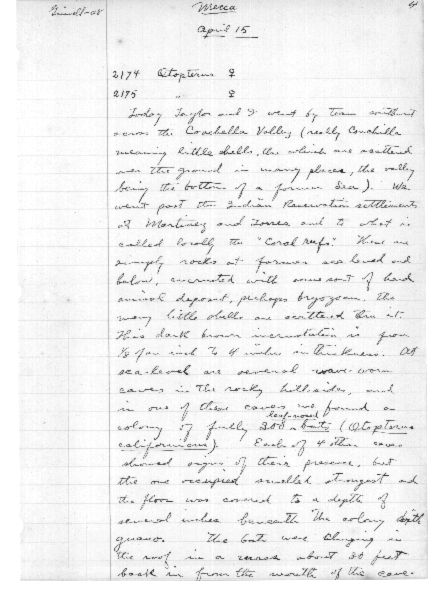 Grinnell-08
Mecca
April 15
2174 Otopterus ♀
2175 " ♀
Today Taylor and I went by team southwest
across the Coachella Valley (really Conchilla
meaning little shells, the which are scattered
over the ground in many places, the valley
being the bottom of a former sea). We
went past the Indian Reservation settlements
of Martinez and Torres and to what is
called locally the "Coral reefs". These are
simply rocks at former sea level and
below, encrusted with some sort of hard
animal deposit, perhaps bryozoan. The
many little shells are scattered thru it.
This dark brown incrustation is from
½ of an inch to 4 inches in thickness. At
sea-level are several wave-worn
caves in the rocky hillsides, and
in one of these caves we found a
colony of fully 200 leaf-nosed bats (Otopterus
californicus). Each of 4 other caves
showed signs of their presence, but
the one occupied smelled strongest and
the floor was covered to a depth of
several inches beneath the colony with
guano. The bats were clinging in
the roof in a mass about 30 feet
back in from the mouth of the cave.